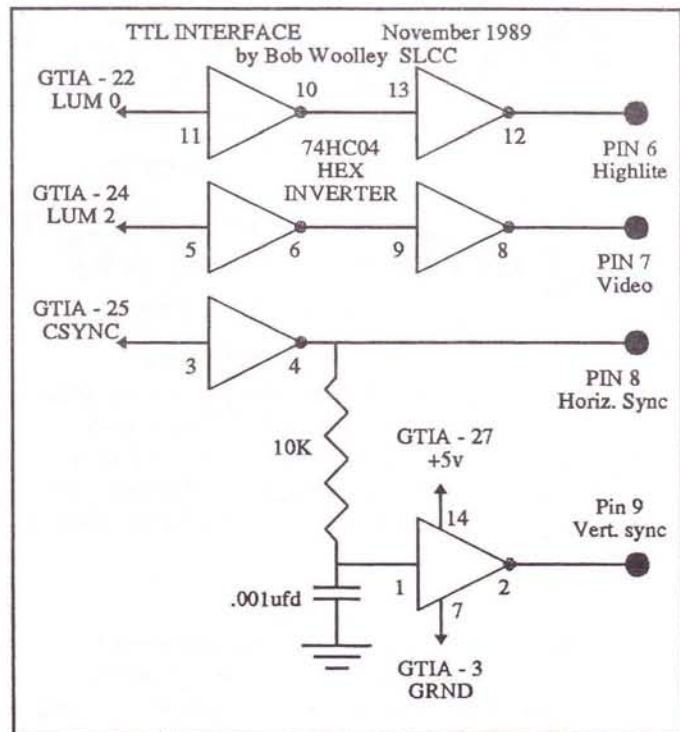 TTL INTERFACE November 1989
by Bob Woolley SLCC
GTIA - 22
LUM 0
11
10
13
12
PIN 6
Highlite
74HC04
HEX
INVERTER
GTIA - 24
LUM 2
5
6
9
8
PIN 7
Video
GTIA - 25
CSYNC
3
4
PIN 8
Horiz. Sync
10K
GTIA - 27
+5v
14
Pin 9
Vert. sync
.001ufd
1
2
7
GTIA - 3
GRND